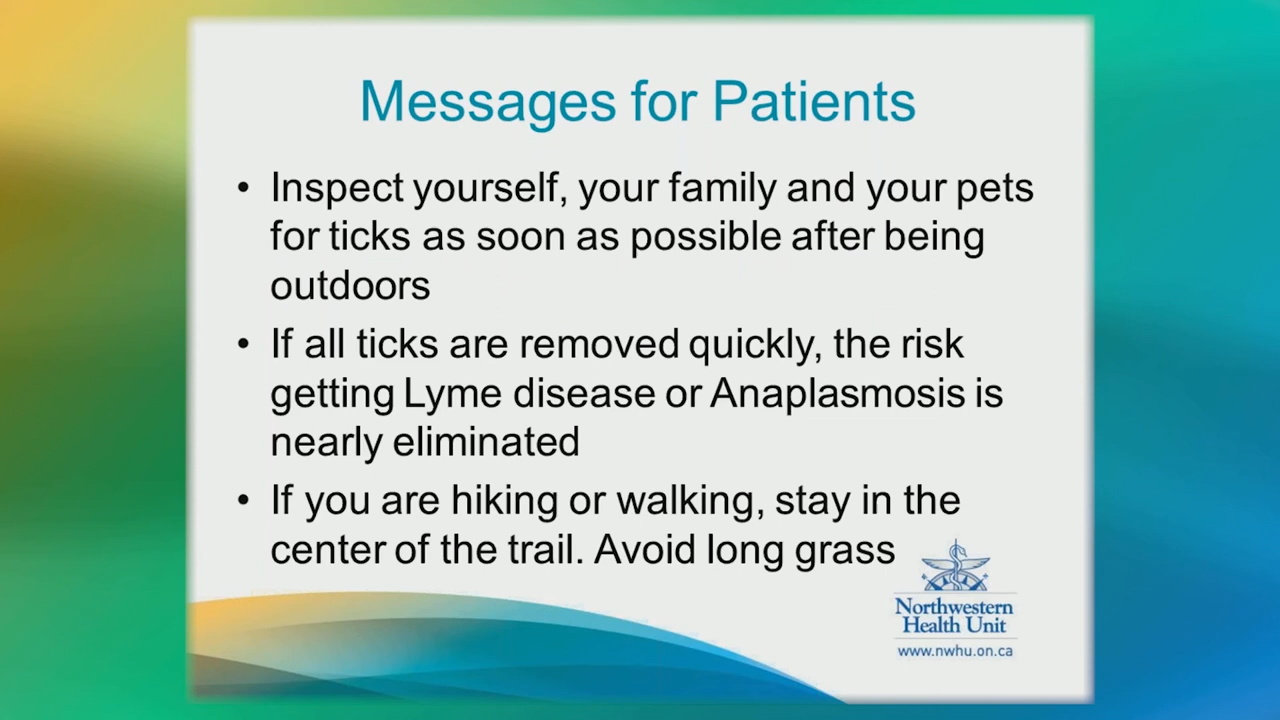 Messages for Patients
• Inspect yourself, your family and your pets
for ticks as soon as possible after being
outdoors
• If all ticks are removed quickly, the risk
getting Lyme disease or Anaplasmosis is
nearly eliminated
• If you are hiking or walking, stay in the
center of the trail. Avoid long grass
Northwestern
Health Unit
www.nwhu.on.ca